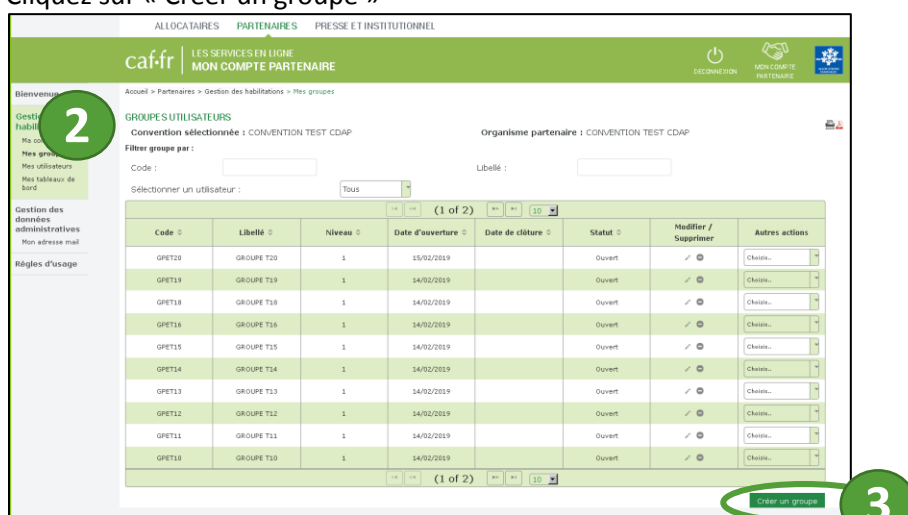 Cliquez sur « Créer un groupe »
ALLOCATAIRES PARTENAIRES PRESSE ET INSTITUTIONNEL
caf.fr LES SERVICES EN LIGNE
MON COMPTE PARTENAIRE
DECONNEXION
MON COMPTE
PARTENAIRE
Bienvenue
Accueil > Partenaires > Gestion des habilitations > Mes groupes
2
Mes utilisateurs
Mes tableaux de
bord
Gestion des
données
administratives
Mon adresse mail
Règles d'usage
GROUPES UTILISATEURS
Convention sélectionnée : CONVENTION TEST CDAP Organisme partenaire : CONVENTION TEST CDAP
Filtrer groupe par :
Code : Libellé :
Sélectionner un utilisateur : Tous
(1 of 2) 10
Code Libellé Niveau Date d'ouverture Date de clôture Statut Modifier /
Supprimer Autres actions
GPET20 GROUPE T20 1 15/02/2019 Ouvert Choisir...
GPET19 GROUPE T19 1 14/02/2019 Ouvert Choisir...
GPET18 GROUPE T18 1 14/02/2019 Ouvert Choisir...
GPET16 GROUPE T16 1 14/02/2019 Ouvert Choisir...
GPET15 GROUPE T15 1 14/02/2019 Ouvert Choisir...
GPET14 GROUPE T14 1 14/02/2019 Ouvert Choisir...
GPET13 GROUPE T13 1 14/02/2019 Ouvert Choisir...
GPET12 GROUPE T12 1 14/02/2019 Ouvert Choisir...
GPET11 GROUPE T11 1 14/02/2019 Ouvert Choisir...
GPET10 GROUPE T10 1 14/02/2019 Ouvert Choisir...
(1 of 2) 10
Créer un groupe
3